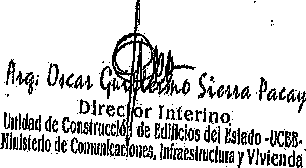 Arq. Oscar Guillermo Sierra Pacay
Director Interino
Unidad de Construcción de Edificios del Estado -UCEE-
Ministerio de Comunicaciones, Infraestructura y Vivienda